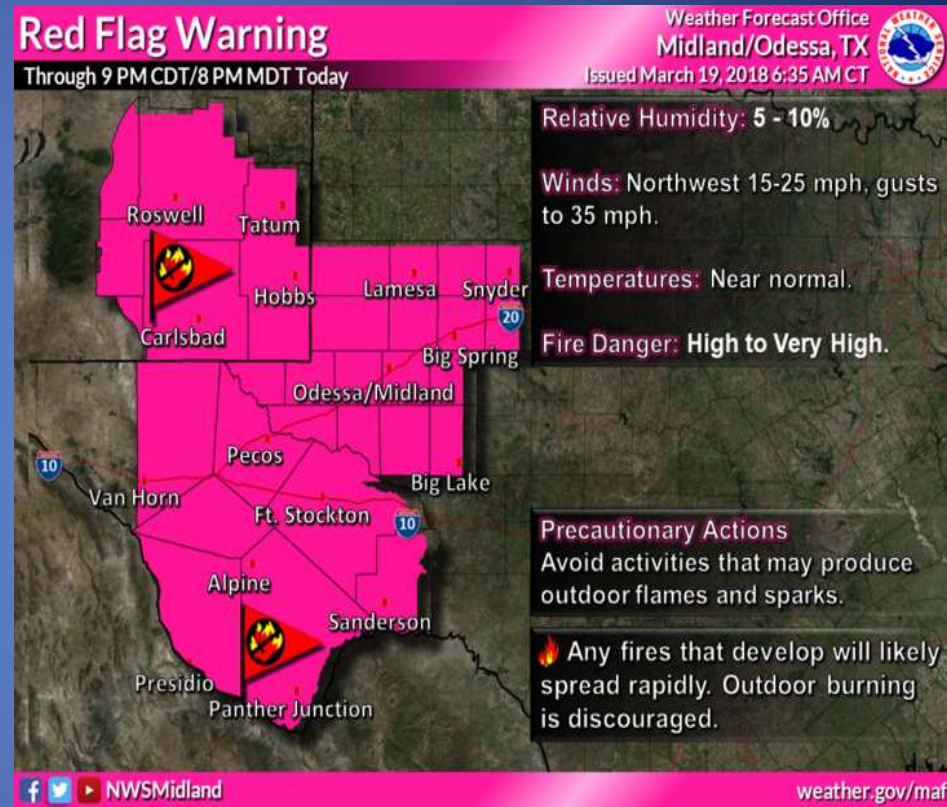 Red Flag Warning
Weather Forecast Office
Midland/Odessa, TX
Through 9 PM CDT/8 PM MDT Today
Issued March 19, 2018 6:35 AM CT
NATIONAL WEATHER SERVICE
Relative Humidity: 5 - 10%
Winds: Northwest 15-25 mph, gusts
to 35 mph.
Temperatures: Near normal.
Fire Danger: High to Very High.
Roswell
Tatum
Hobbs
Lamesa
Snyder
Carlsbad
20
Big Spring
Odessa/Midland
Pecos
10
Big Lake
Van Horn
Ft. Stockton
10
Alpine
Sanderson
Presidio
Panther Junction
Precautionary Actions
Avoid activities that may produce
outdoor flames and sparks.
Any fires that develop will likely
spread rapidly. Outdoor burning
is discouraged.
NWSMidland
weather.gov/maf